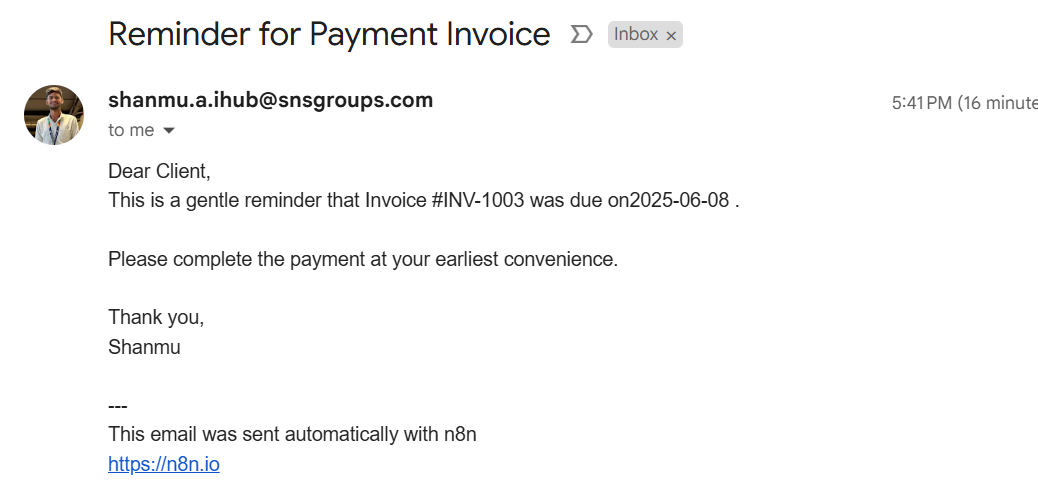 Reminder for Payment Invoice
Inbox ×
shanmu.a.ihub@snsgroups.com
5:41 PM (16 minute
to me
Dear Client,
This is a gentle reminder that Invoice #INV-1003 was due on2025-06-08 .
Please complete the payment at your earliest convenience.
Thank you,
Shanmu
---
This email was sent automatically with n8n
https://n8n.io